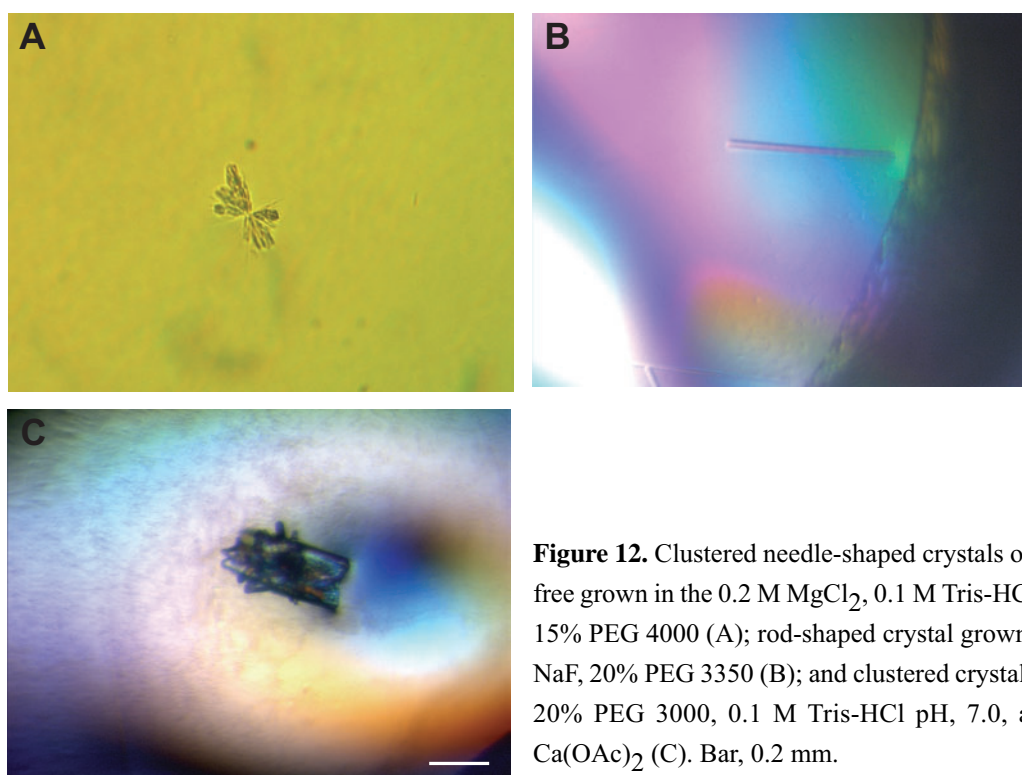 A
B
C
Figure 12. Clustered needle-shaped crystals o
free grown in the 0.2 M MgCl2, 0.1 M Tris-HC
15% PEG 4000 (A); rod-shaped crystal grown
NaF, 20% PEG 3350 (B); and clustered crystal
20% PEG 3000, 0.1 M Tris-HCl pH, 7.0, a
Ca(OAc)2 (C). Bar, 0.2 mm.